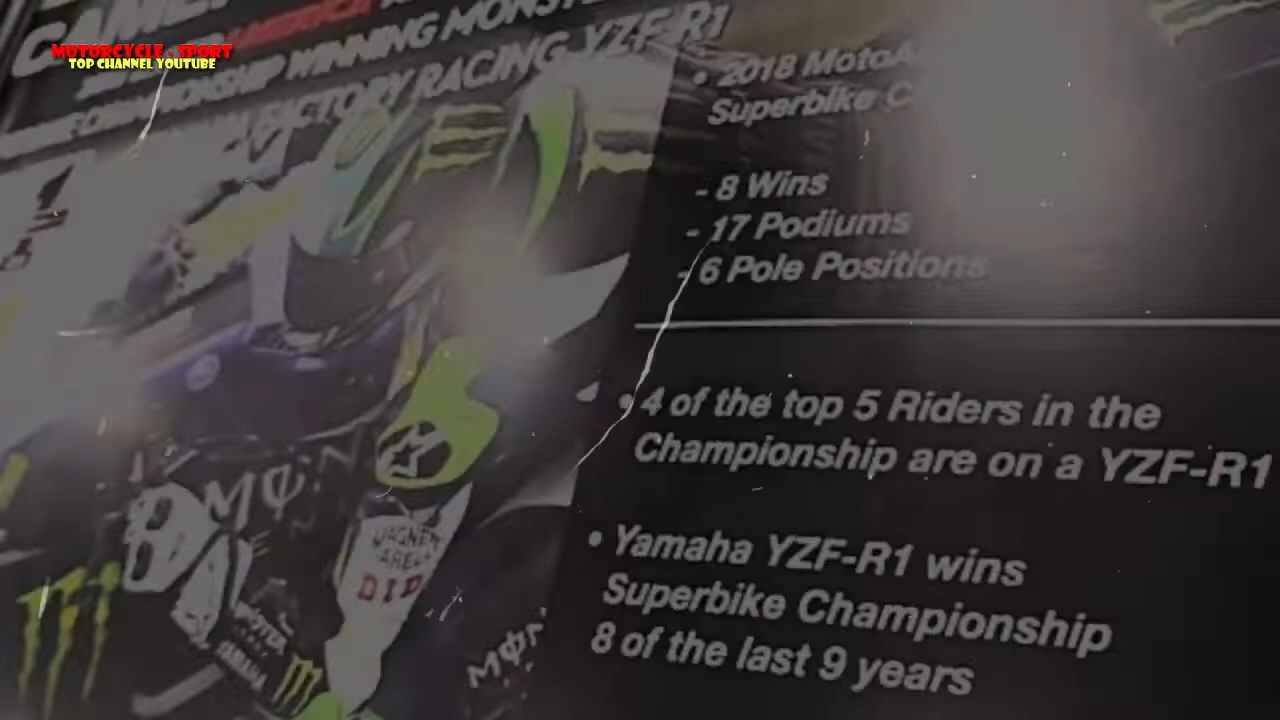 MOTORCYCLE . SPORT
TOP CHANNEL YOUTUBE
CHAMPIONSHIP WINNING
FACTORY RACING YZF-R1
• 2018
Superbike
- 8 Wins
- 17 Podiums
- 6 Pole Positions
• 4 of the top 5 Riders in the
Championship are on a YZF-R1
• Yamaha YZF-R1 wins
Superbike Championship
8 of the last 9 years
DID
YAMAHA